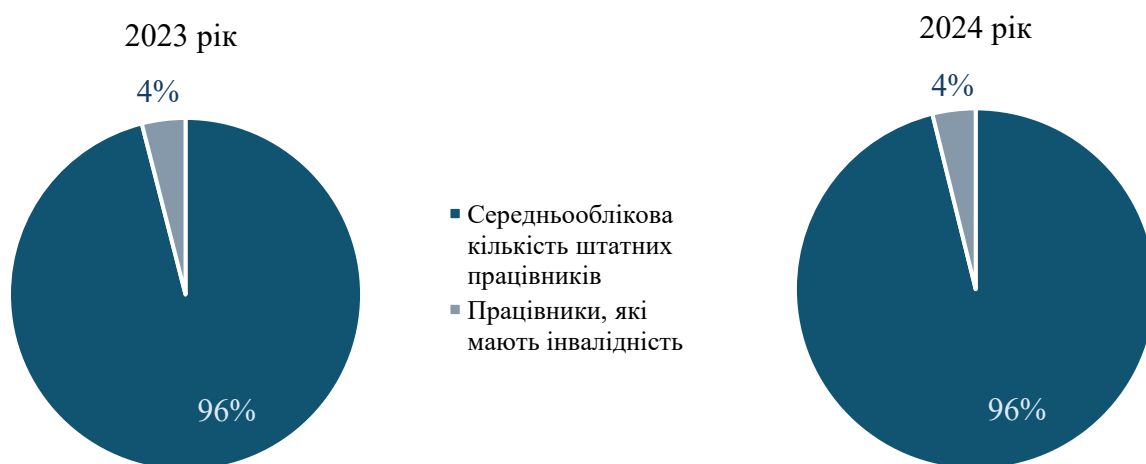 2023 рік
4%
96%
Середньооблікова
кількість штатних
працівників
Працівники, які
мають інвалідність
2024 рік
4%
96%